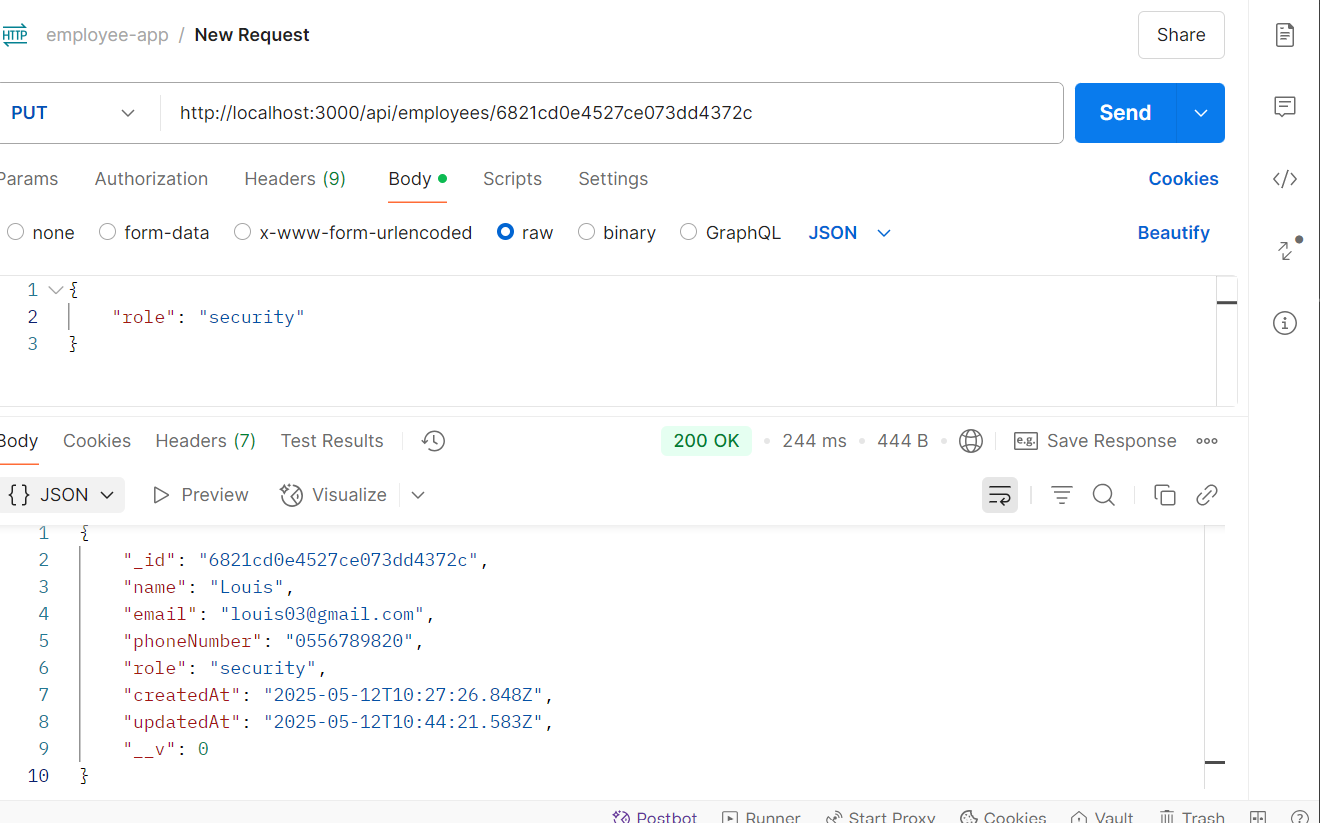 HTTP employee-app / New Request Share
PUT http://localhost:3000/api/employees/6821cd0e4527ce073dd4372c Send
Params Authorization Headers (9) Body Scripts Settings Cookies
none form-data x-www-form-urlencoded raw binary GraphQL JSON Beautify
1 {
2 "role": "security"
3 }
Body Cookies Headers (7) Test Results 200 OK 244 ms 444 B e.g. Save Response
{} JSON Preview Visualize
1 {
2 "_id": "6821cd0e4527ce073dd4372c",
3 "name": "Louis",
4 "email": "louis03@gmail.com",
5 "phoneNumber": "0556789820",
6 "role": "security",
7 "createdAt": "2025-05-12T10:27:26.848Z",
8 "updatedAt": "2025-05-12T10:44:21.583Z",
9 "__v": 0
10 }
Postbot Runner Start Proxy Cookies Vault Trash